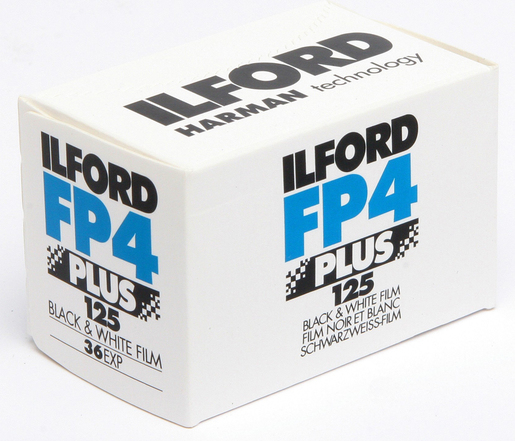 ILFORD
HARMAN technology
ILFORD
FP4
PLUS
125
BLACK & WHITE FILM
36EXP
ILFORD
FP4
PLUS
125
BLACK & WHITE FILM
FILM NOIR ET BLANC
SCHWARZWEISS-FILM